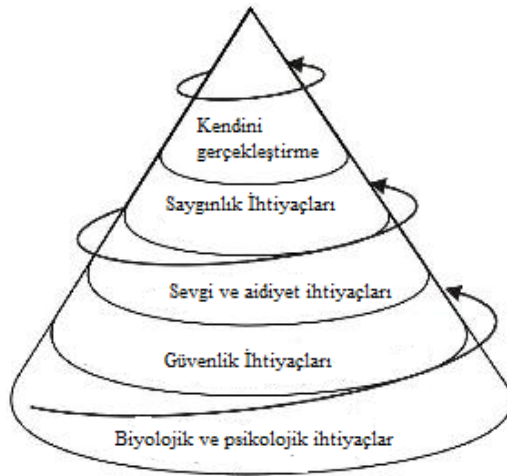 Kendini
gerçekleştirme
Saygınlık İhtiyaçları
Sevgi ve aidiyet ihtiyaçları
Güvenlik İhtiyaçları
Biyolojik ve psikolojik ihtiyaçlar